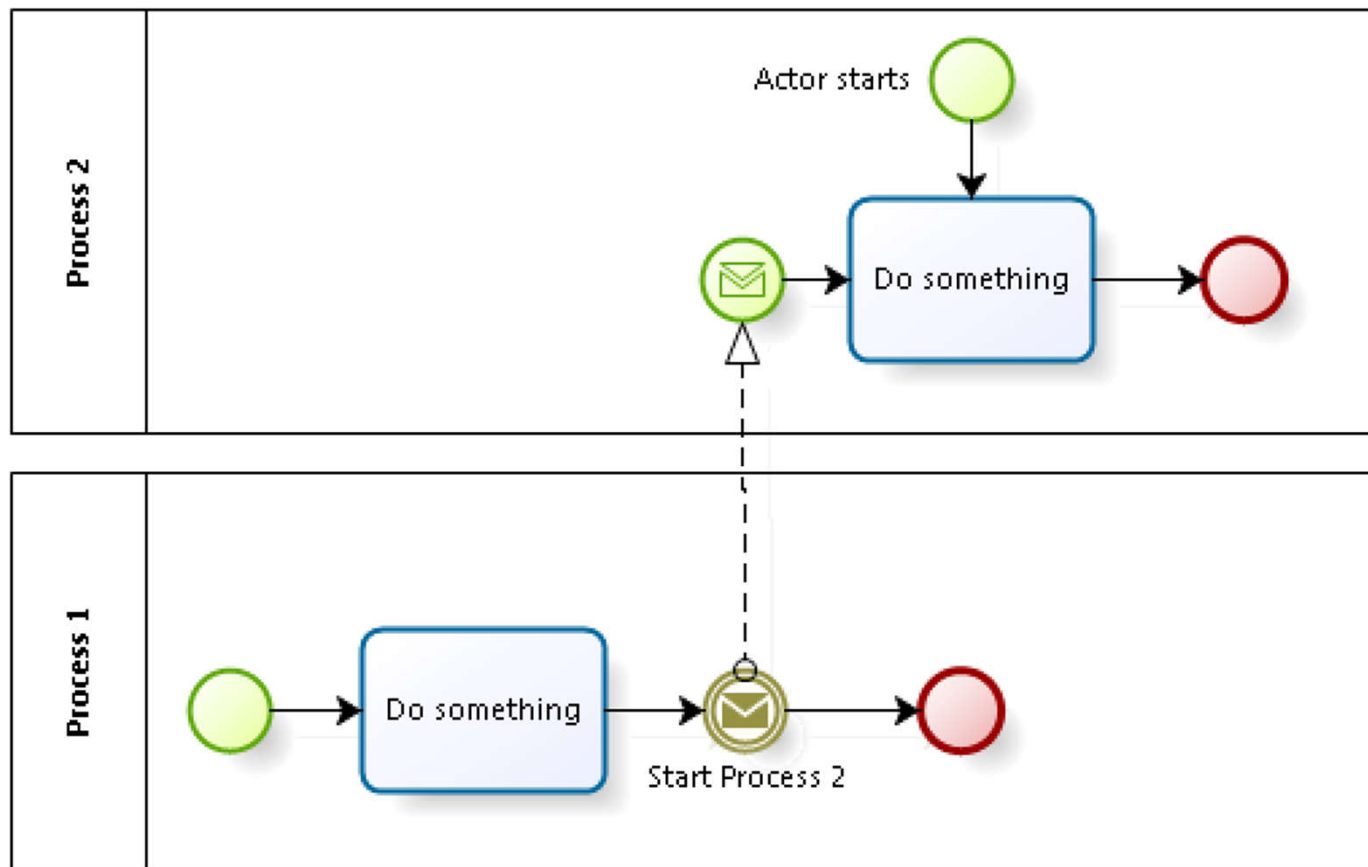 Process 2
Actor starts
Do something
Process 1
Do something
Start Process 2